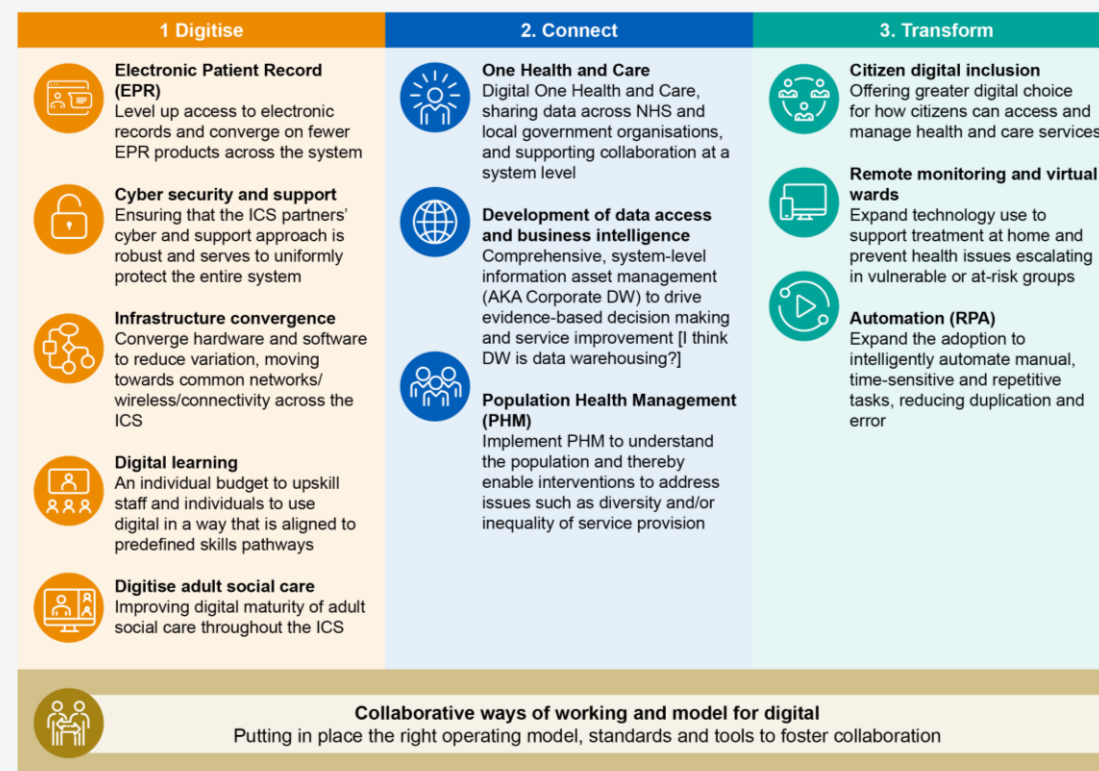 1 Digitise
Electronic Patient Record
(EPR)
Level up access to electronic
records and converge on fewer
EPR products across the system
Cyber security and support
Ensuring that the ICS partners’
cyber and support approach is
robust and serves to uniformly
protect the entire system
Infrastructure convergence
Converge hardware and software
to reduce variation, moving
towards common networks/
wireless/connectivity across the
ICS
Digital learning
An individual budget to upskill
staff and individuals to use
digital in a way that is aligned to
predefined skills pathways
Digitise adult social care
Improving digital maturity of adult
social care throughout the ICS
2. Connect
One Health and Care
Digital One Health and Care,
sharing data across NHS and
local government organisations,
and supporting collaboration at a
system level
Development of data access
and business intelligence
Comprehensive, system-level
information asset management
(AKA Corporate DW) to drive
evidence-based decision making
and service improvement [I think
DW is data warehousing?]
Population Health Management
(PHM)
Implement PHM to understand
the population and thereby
enable interventions to address
issues such as diversity and/or
inequality of service provision
3. Transform
Citizen digital inclusion
Offering greater digital choice
for how citizens can access and
manage health and care services
Remote monitoring and virtual
wards
Expand technology use to
support treatment at home and
prevent health issues escalating
in vulnerable or at-risk groups
Automation (RPA)
Expand the adoption to
intelligently automate manual,
time-sensitive and repetitive
tasks, reducing duplication and
error
Collaborative ways of working and model for digital
Putting in place the right operating model, standards and tools to foster collaboration